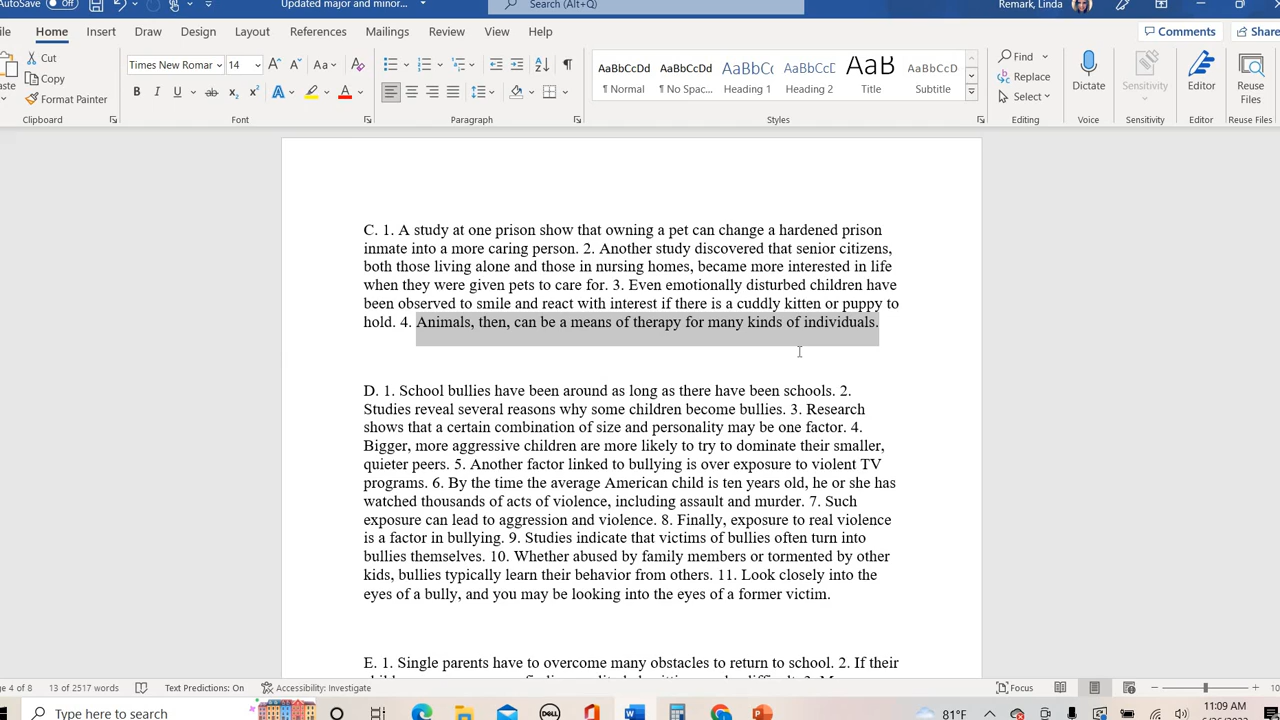 AutoSave
Updated major and minor...
Search (Alt+Q)
Remark, Linda
Home
Insert
Draw
Design
Layout
References
Mailings
Review
View
Help
Comments
Share
Cut
Copy
Format Painter
Clipboard
Times New Romar
14
Font
Paragraph
AaBbCcDd
¶ Normal
AaBbCcDd
¶ No Spac...
AaBbCc
Heading 1
AaBbCcD
Heading 2
AaB
Title
AaBbCcD
Subtitle
Styles
Find
Replace
Select
Editing
Dictate
Voice
Sensitivity
Sensitivity
Editor
Editor
Reuse
Files
Reuse Files
C. 1. A study at one prison show that owning a pet can change a hardened prison
inmate into a more caring person. 2. Another study discovered that senior citizens,
both those living alone and those in nursing homes, became more interested in life
when they were given pets to care for. 3. Even emotionally disturbed children have
been observed to smile and react with interest if there is a cuddly kitten or puppy to
hold. 4. Animals, then, can be a means of therapy for many kinds of individuals.
D. 1. School bullies have been around as long as there have been schools. 2.
Studies reveal several reasons why some children become bullies. 3. Research
shows that a certain combination of size and personality may be one factor. 4.
Bigger, more aggressive children are more likely to try to dominate their smaller,
quieter peers. 5. Another factor linked to bullying is over exposure to violent TV
programs. 6. By the time the average American child is ten years old, he or she has
watched thousands of acts of violence, including assault and murder. 7. Such
exposure can lead to aggression and violence. 8. Finally, exposure to real violence
is a factor in bullying. 9. Studies indicate that victims of bullies often turn into
bullies themselves. 10. Whether abused by family members or tormented by other
kids, bullies typically learn their behavior from others. 11. Look closely into the
eyes of a bully, and you may be looking into the eyes of a former victim.
E. 1. Single parents have to overcome many obstacles to return to school. 2. If their
ge 4 of 8
13 of 2517 words
Text Predictions: On
Accessibility: Investigate
Focus
10
Type here to search
DELL
81°F
11:09 AM